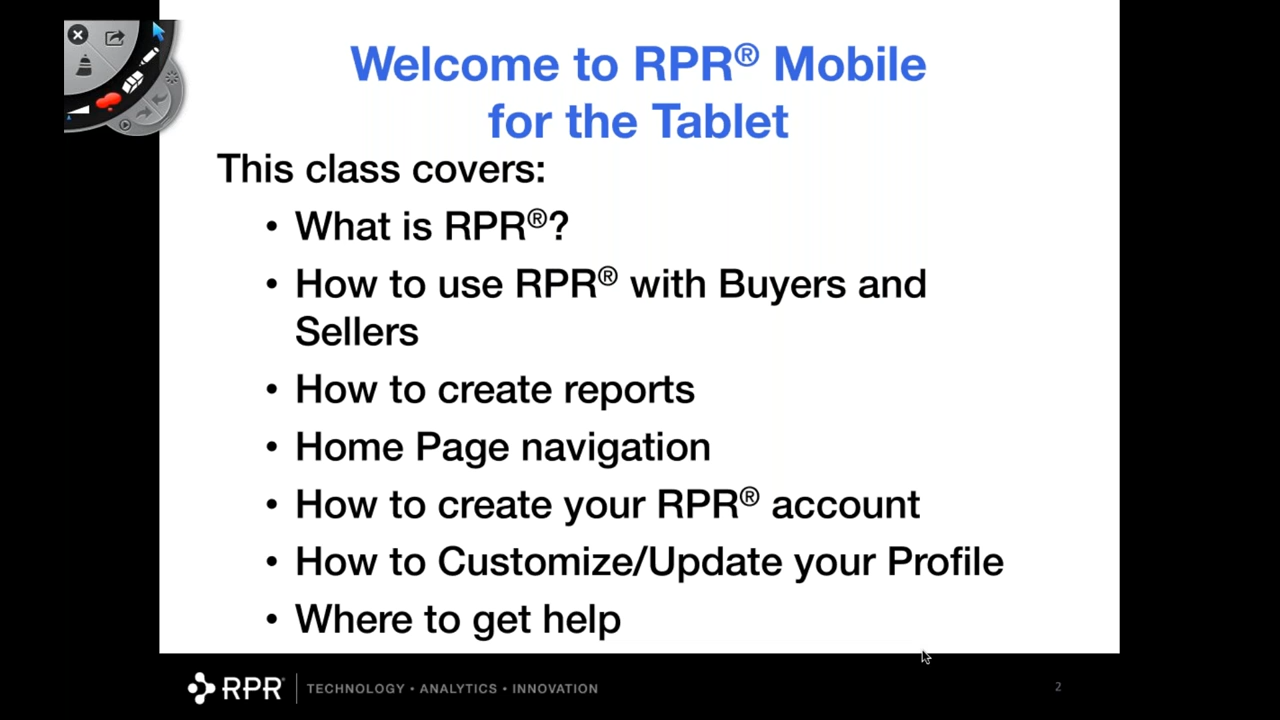 Welcome to RPR® Mobile
for the Tablet
This class covers:
• What is RPR®?
• How to use RPR® with Buyers and
Sellers
• How to create reports
• Home Page navigation
• How to create your RPR® account
• How to Customize/Update your Profile
• Where to get help
RPR® | TECHNOLOGY • ANALYTICS • INNOVATION
2